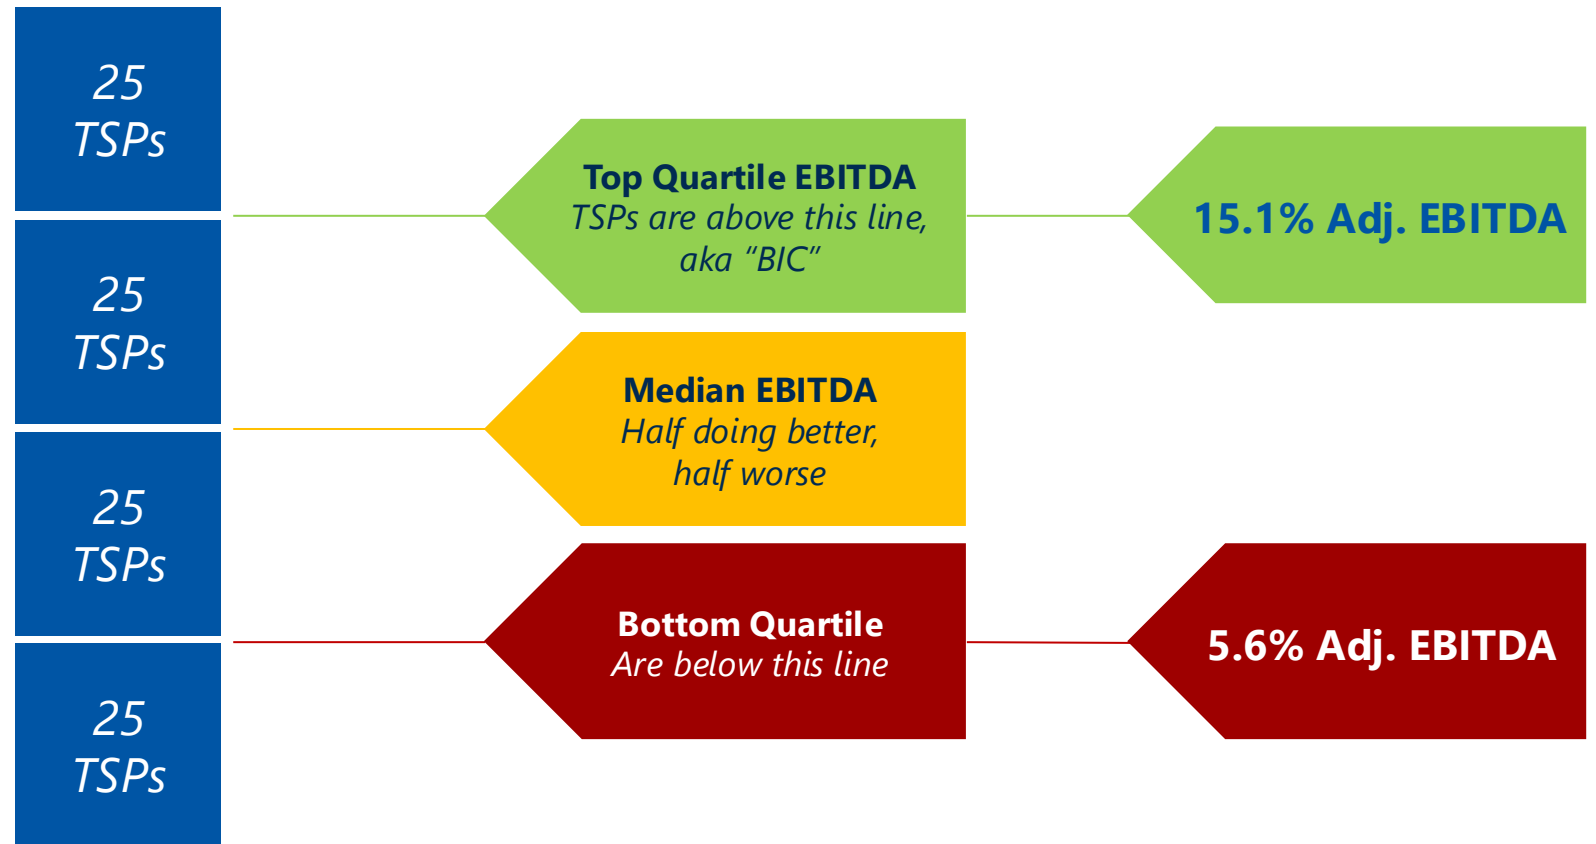 25
TSPs
25
TSPs
25
TSPs
25
TSPs
Top Quartile EBITDA
TSPs are above this line,
aka “BIC”
15.1% Adj. EBITDA
Median EBITDA
Half doing better,
half worse
Bottom Quartile
Are below this line
5.6% Adj. EBITDA